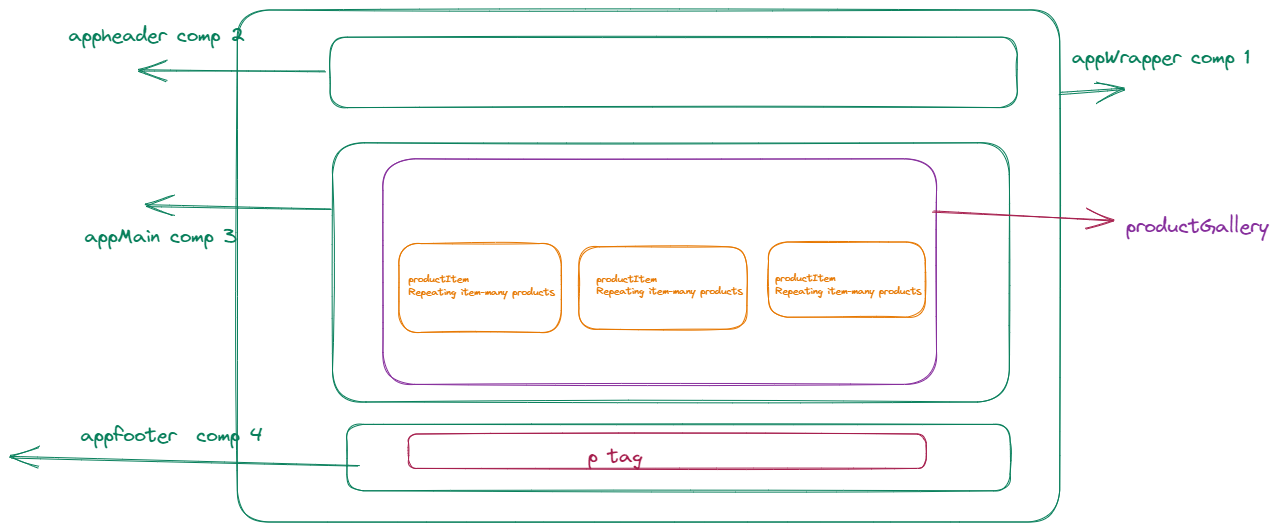 appheader comp 2
appWrapper comp 1
appMain comp 3
productGallery
productItem
Repeating item-many products
productItem
Repeating item-many products
productItem
Repeating item-many products
appfooter comp 4
p tag